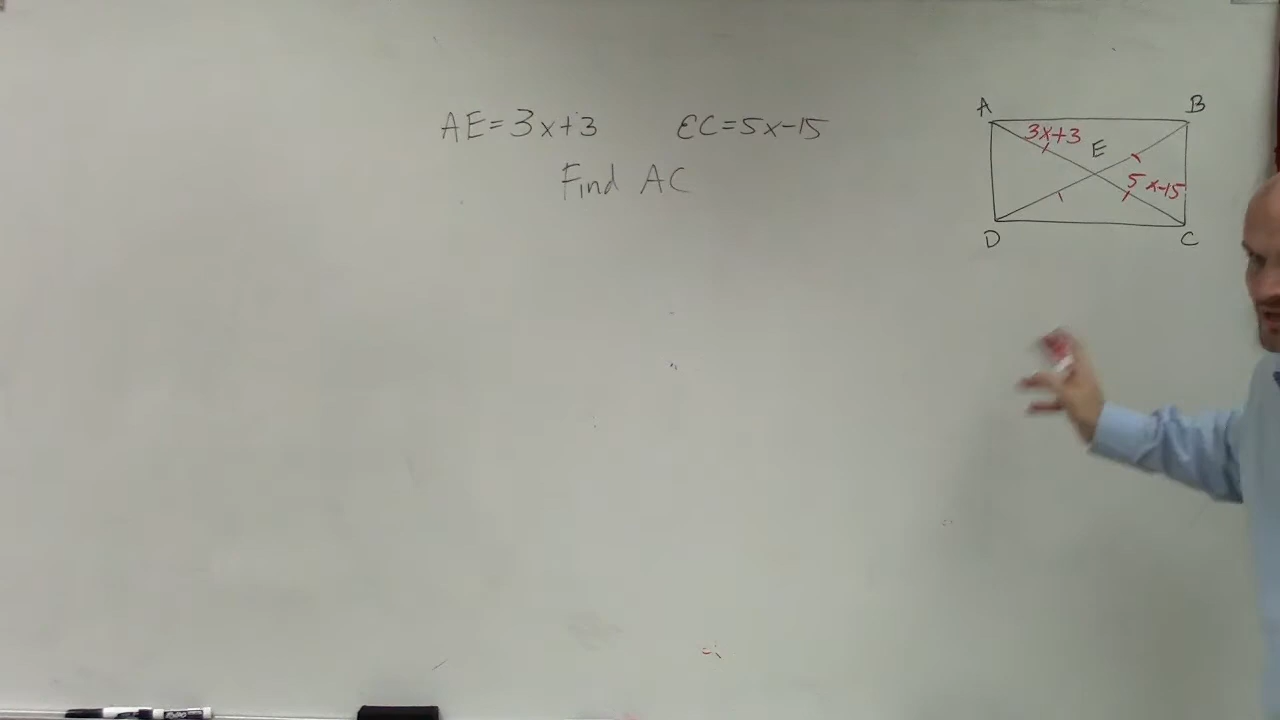 AE=3x+3 EC=5x-15
Find AC
A B
3x+3
E
5x-15
D C